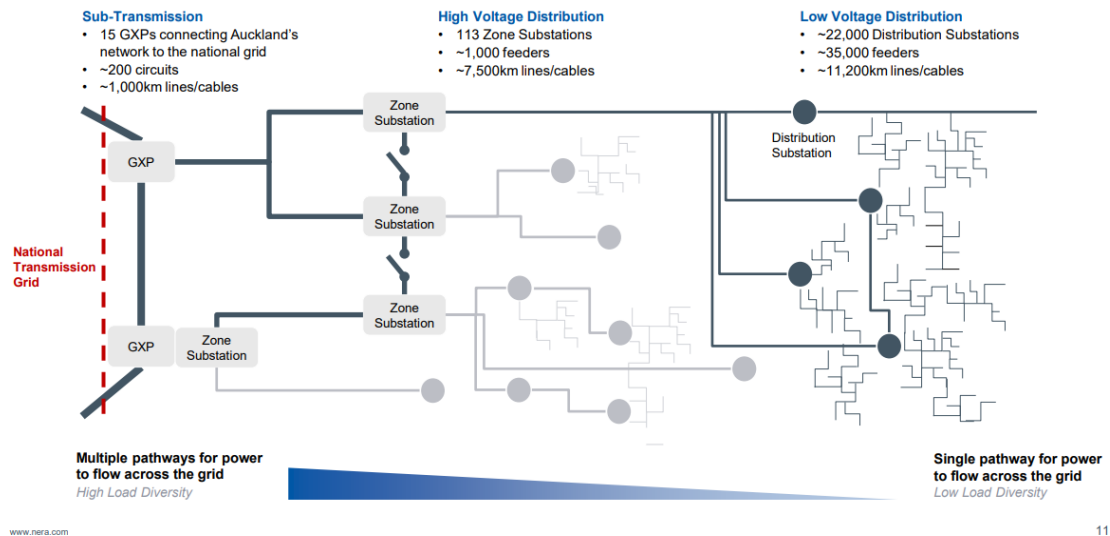 Sub-Transmission
• 15 GXPs connecting Auckland’s
network to the national grid
• ~200 circuits
• ~1,000km lines/cables
High Voltage Distribution
• 113 Zone Substations
• ~1,000 feeders
• ~7,500km lines/cables
Low Voltage Distribution
• ~22,000 Distribution Substations
• ~35,000 feeders
• ~11,200km lines/cables
Zone
Substation
GXP
Distribution
Substation
Zone
Substation
National
Transmission
Grid
Zone
Substation
GXP
Zone
Substation
Multiple pathways for power
to flow across the grid
High Load Diversity
Single pathway for power
to flow across the grid
Low Load Diversity
www.nera.com
11